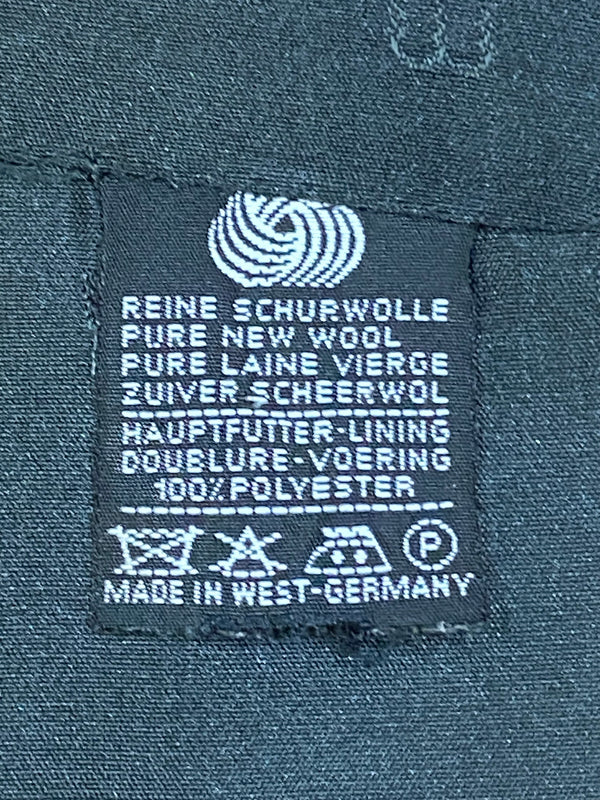 REINE SCHURWOLLE
PURE NEW WOOL
PURE LAINE VIERGE
ZUIVER SCHEERWOL
HAUPTFUTTER-LINING
DOUBLURE-VOERING
100% POLYESTER
P
MADE IN WEST-GERMANY